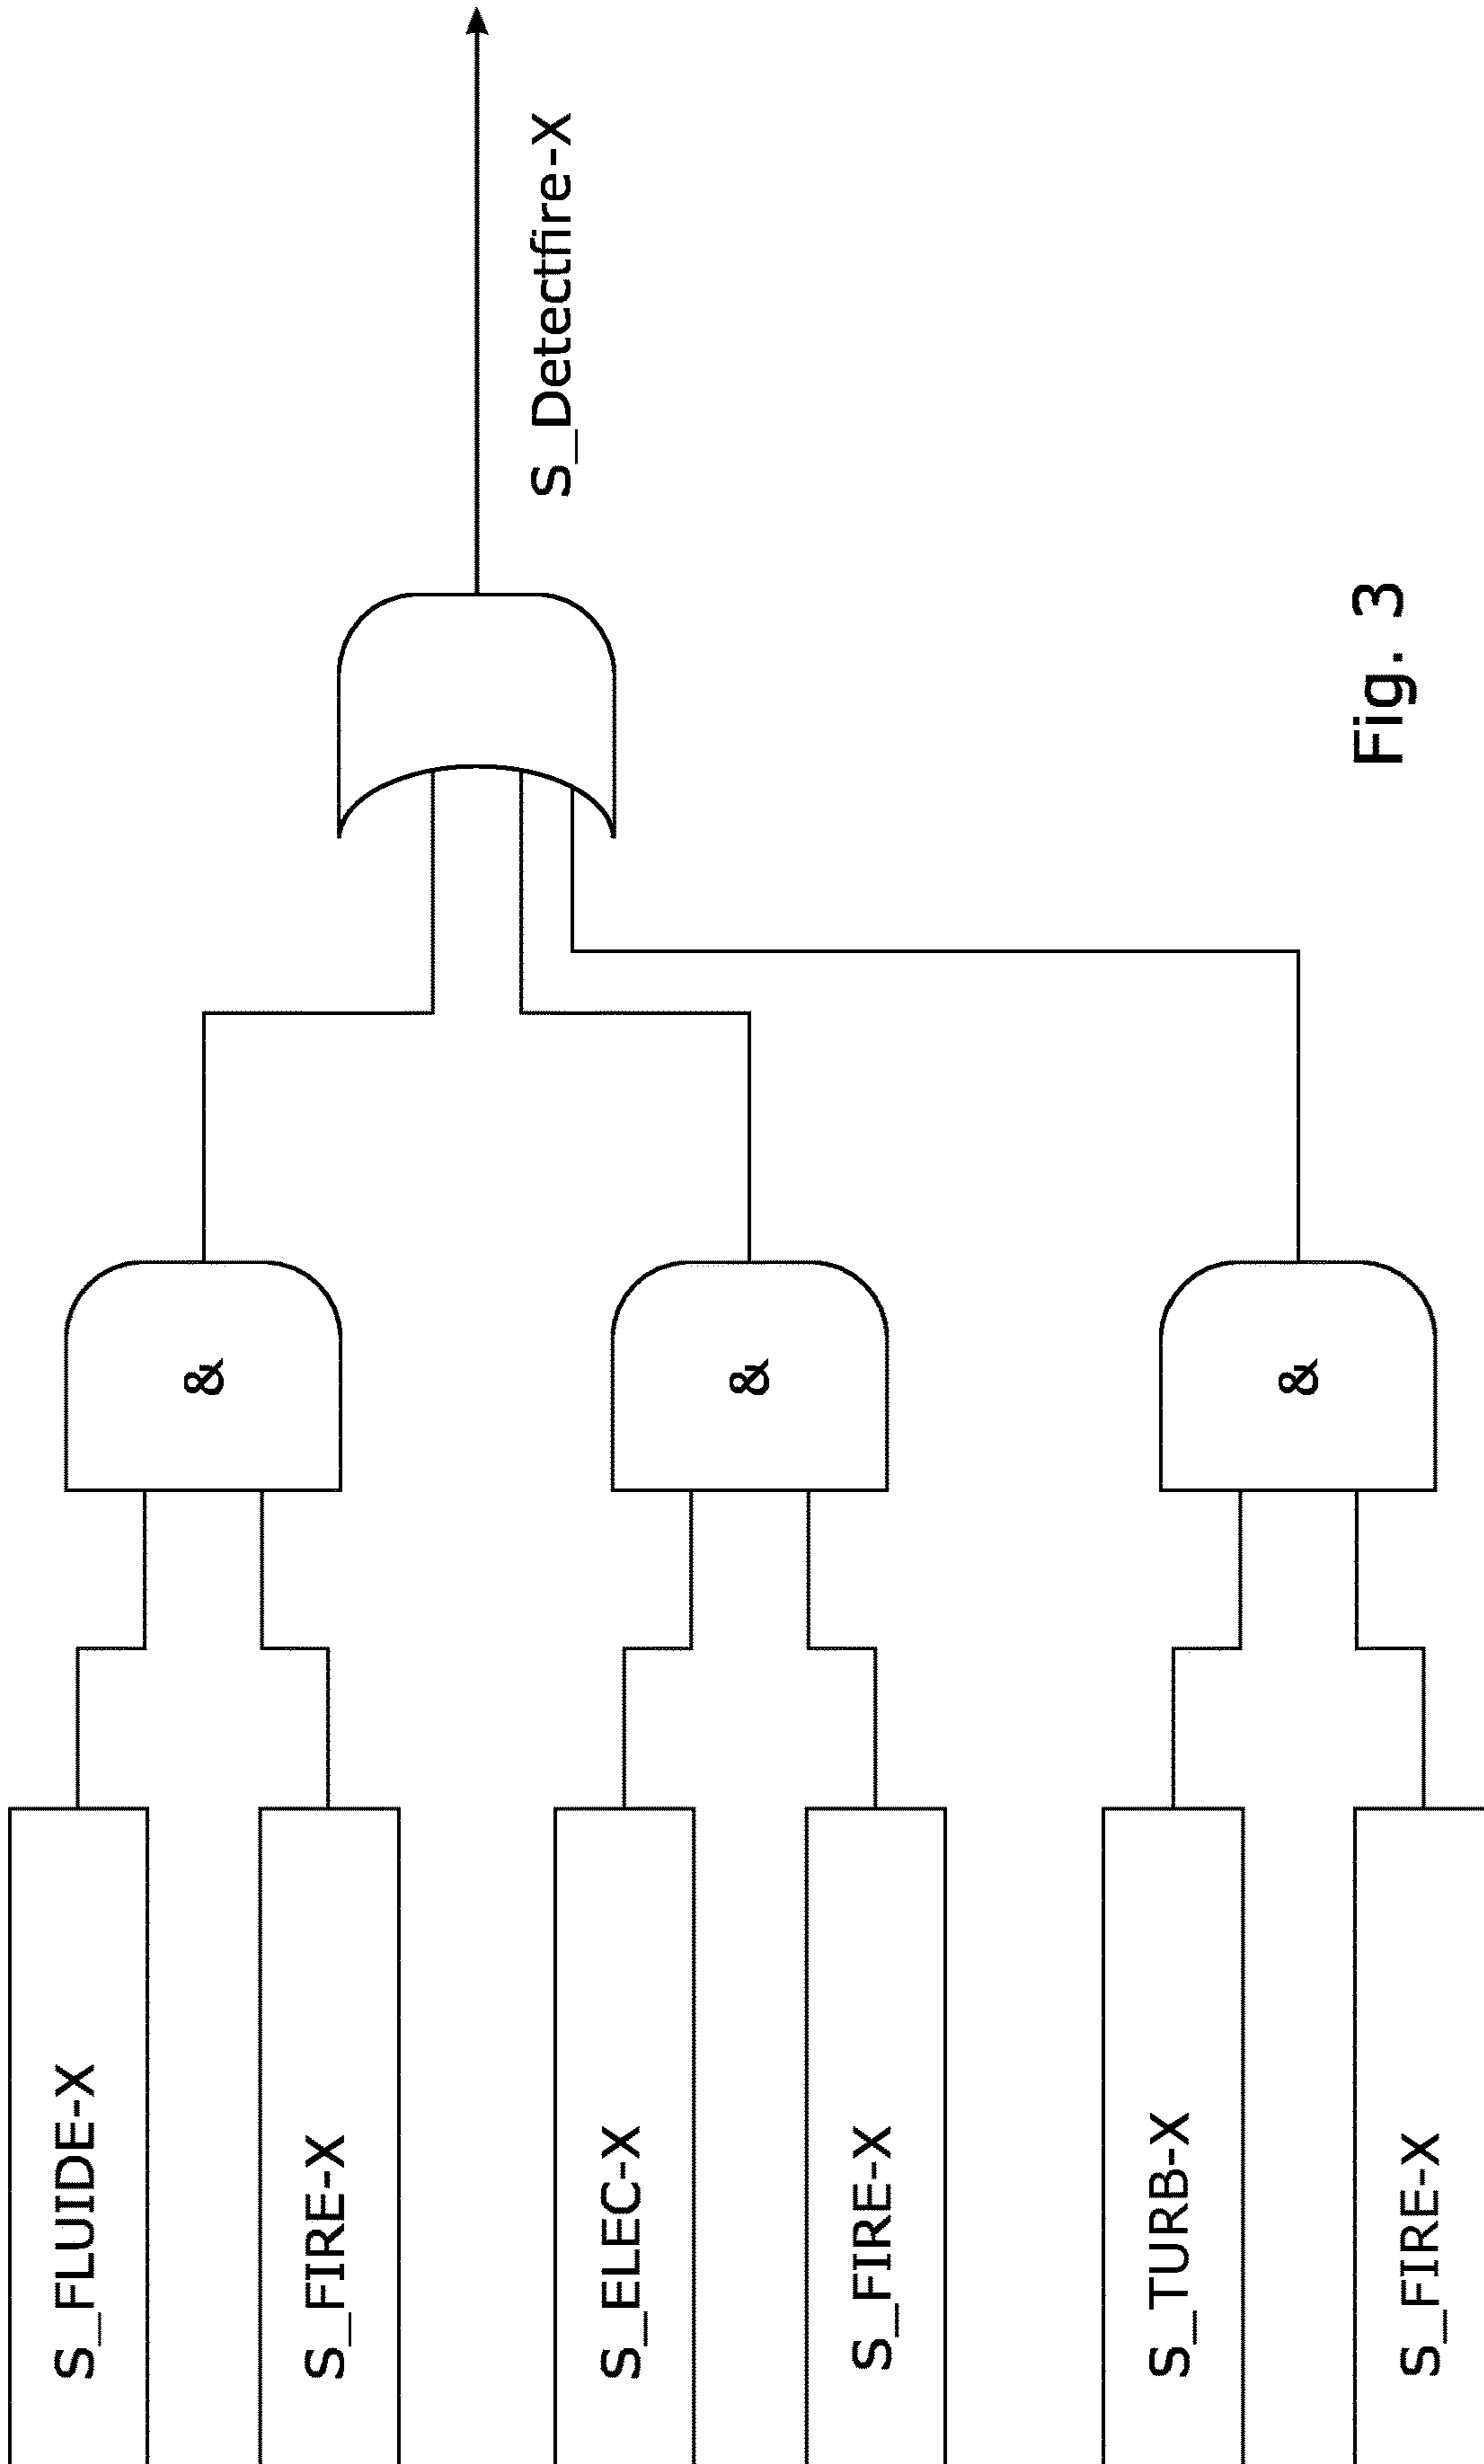 S_FLUIDE-X
&
S_FIRE-X
S_Detectfire-X
S_ELEC-X
&
S_FIRE-X
S_TURB-X
&
S_FIRE-X
Fig. 3